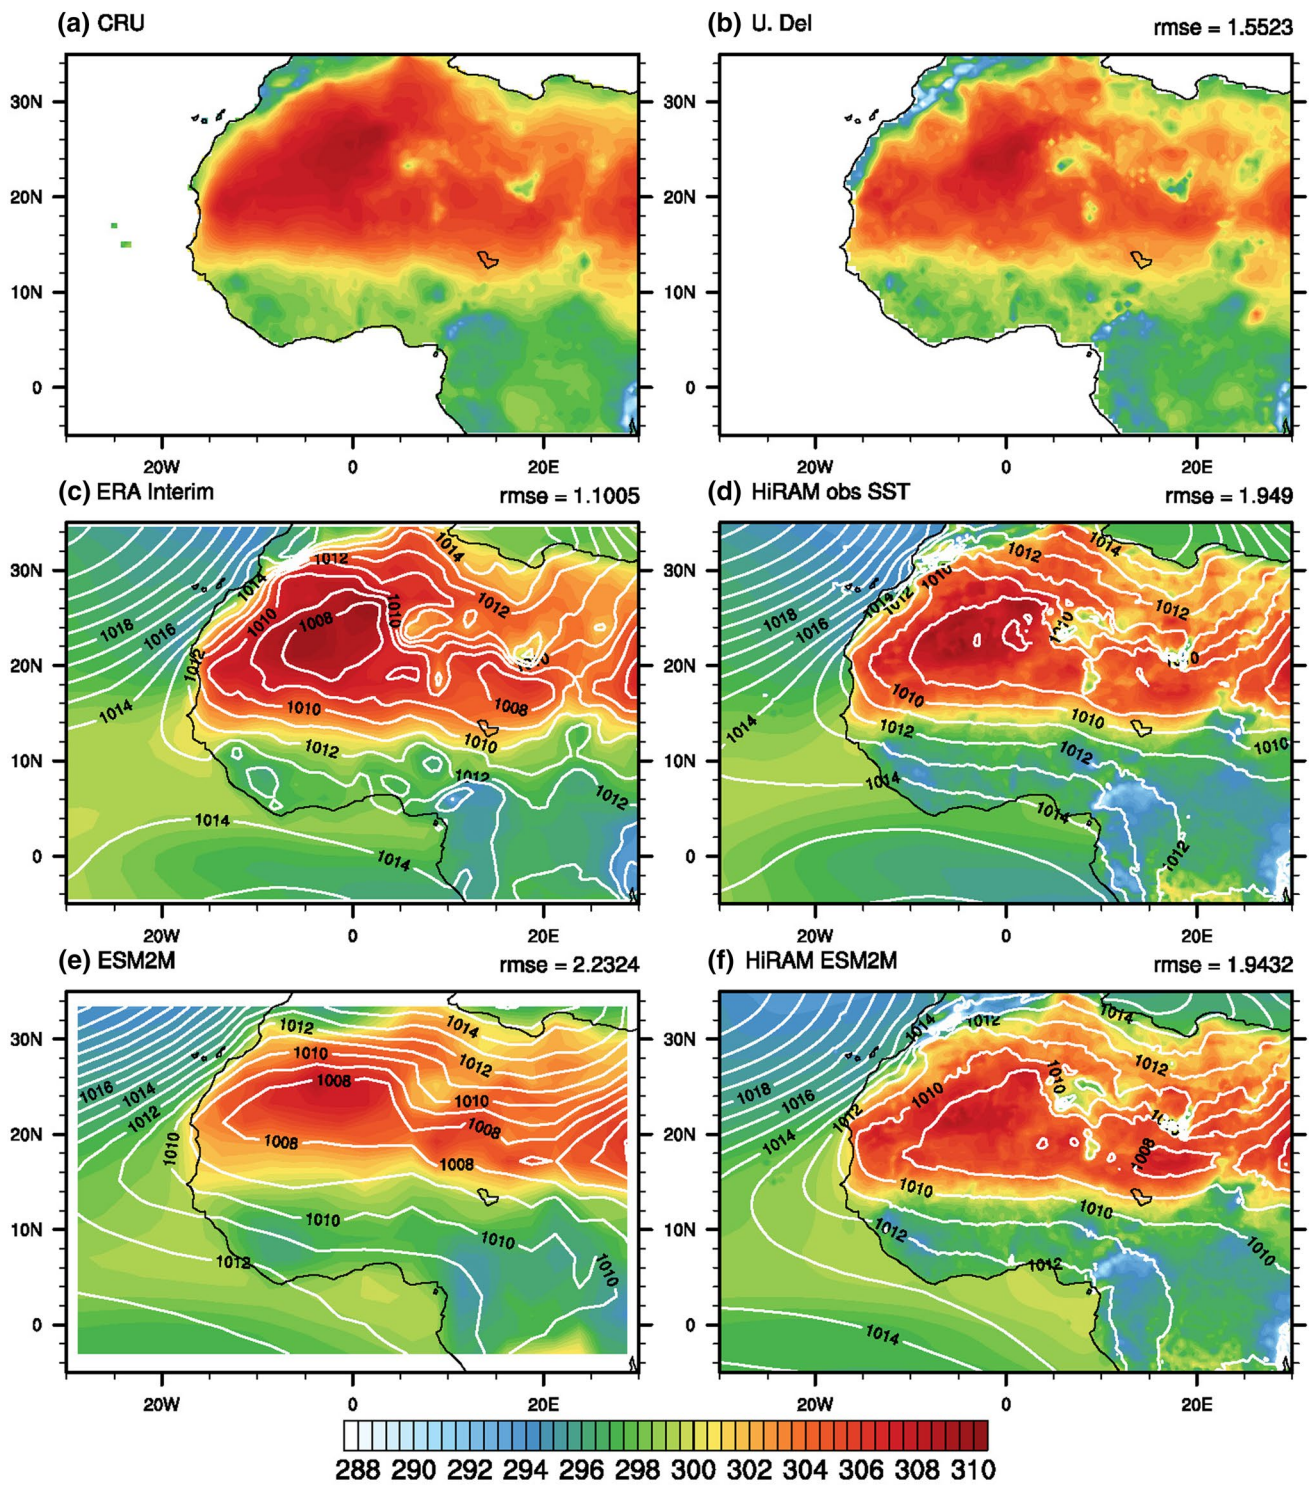 (a) CRU
(b) U. Del rmse = 1.5523
30N 30N
20N 20N
10N 10N
0 0
20W 0 20E 20W 0 20E
(c) ERA Interim rmse = 1.1005
(d) HiRAM obs SST rmse = 1.949
1012 1014 1014 1010 1008 1010 1012 1018 1016 1012 1014 1010 1008 1012 1010 1012 1012 1014 1014
1012 1014 1010 1012 1014 1012 1018 1016 1010 1014 1010 1012 1010 1012 1014 1014 1012
30N 30N
20N 20N
10N 10N
0 0
20W 0 20E 20W 0 20E
(e) ESM2M rmse = 2.2324
(f) HiRAM ESM2M rmse = 1.9432
1012 1014 1010 1012 1008 1016 1014 1012 1010 1008 1010 1008 1008 1010 1010 1012 1010
1014 1012 1014 1012 1010 1010 1018 1016 1012 1014 1008 1010 1010 1012 1012 1010 1014
30N 30N
20N 20N
10N 10N
0 0
20W 0 20E 20W 0 20E
288 290 292 294 296 298 300 302 304 306 308 310